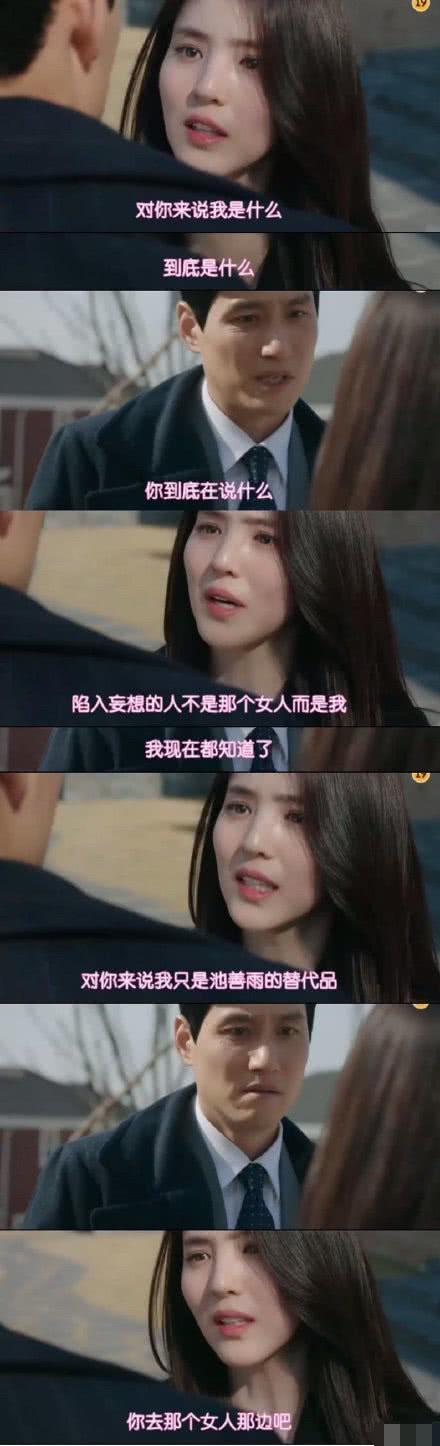 19
对你来说我是什么
到底是什么
你到底在说什么
陷入妄想的人不是那个女人而是我
我现在都知道了
19
对你来说我只是池善雨的替代品
你去那个女人那边吧